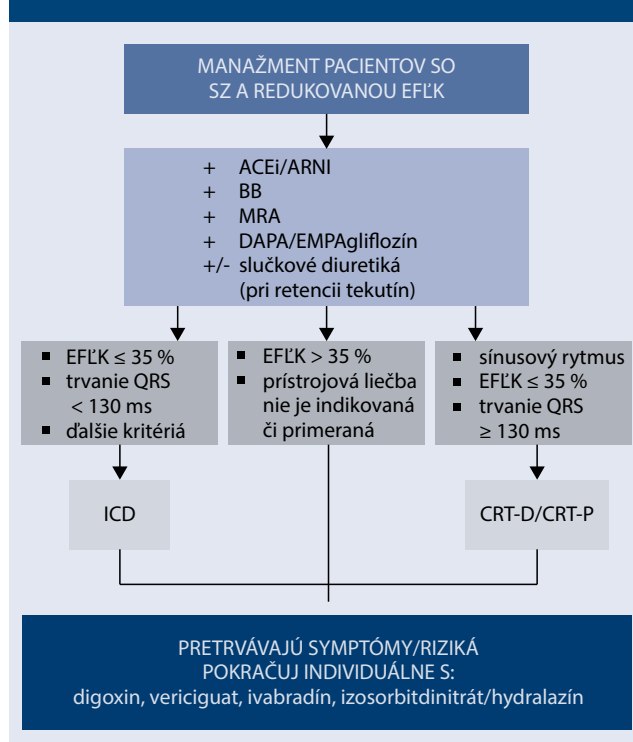 MANAŽMENT PACIENTOV SO
SZ A REDUKOVANOU EFĽK
+ ACEi/ARNI
+ BB
+ MRA
+ DAPA/EMPAgliflozín
+/- slučkové diuretiká
(pri retencii tekutín)
▪ EFĽK ≤ 35 %
▪ trvanie QRS
< 130 ms
▪ ďalšie kritériá
▪ EFĽK > 35 %
▪ prístrojová liečba
nie je indikovaná
či primeraná
▪ sínusový rytmus
▪ EFĽK ≤ 35 %
▪ trvanie QRS
≥ 130 ms
ICD
CRT-D/CRT-P
PRETRVÁVAJÚ SYMPTÓMY/RIZIKÁ
POKRAČUJ INDIVIDUÁLNE S:
digoxin, vericiguat, ivabradín, izosorbitdinitrát/hydralazín